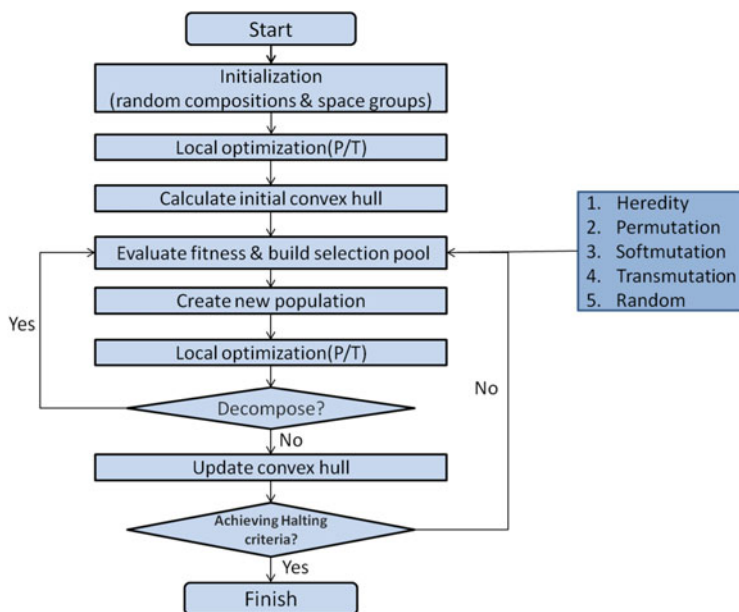 Start
Initialization
(random compositions & space groups)
Local optimization(P/T)
Calculate initial convex hull
Evaluate fitness & build selection pool
Create new population
Local optimization(P/T)
Decompose?
Yes
No
Update convex hull
Achieving Halting
criteria?
No
Yes
Finish
1. Heredity
2. Permutation
3. Softmutation
4. Transmutation
5. Random